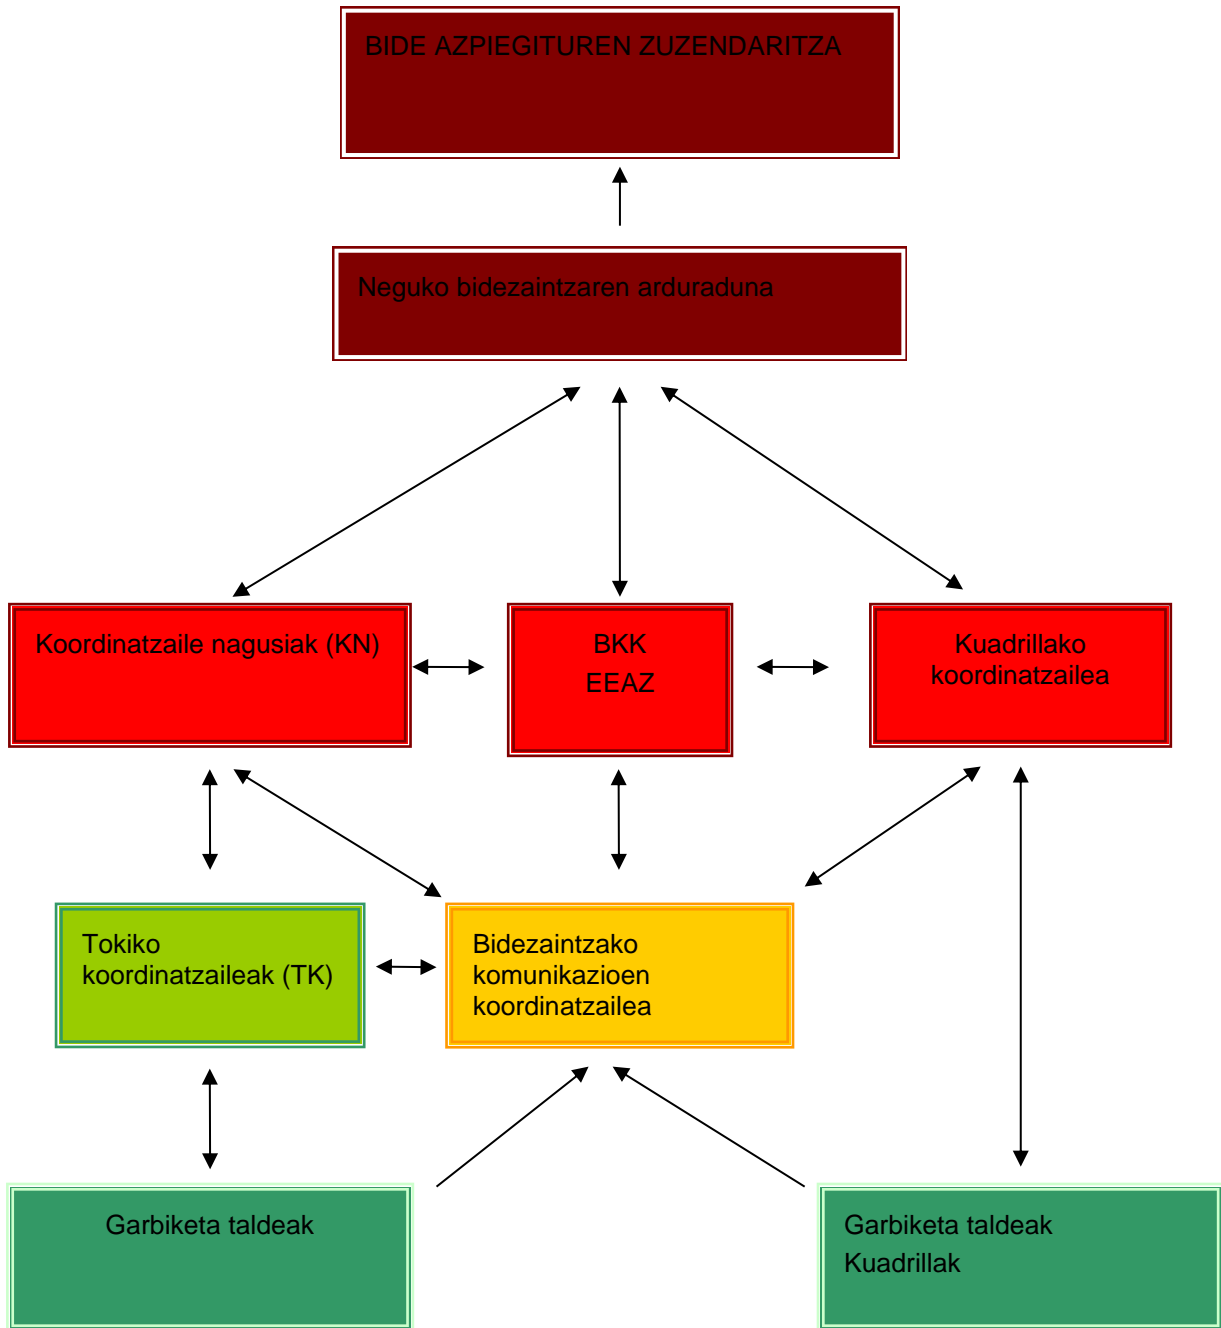 BIDE AZPIEGITUREN ZUZENDARITZA
Neguko bidezaintzaren arduraduna
Koordinatzaile nagusiak (KN)
BKK
EEAZ
Kuadrillako
koordinatzailea
Tokiko
koordinatzaileak (TK)
Bidezaintzako
komunikazioen
koordinatzailea
Garbiketa taldeak
Garbiketa taldeak
Kuadrillak